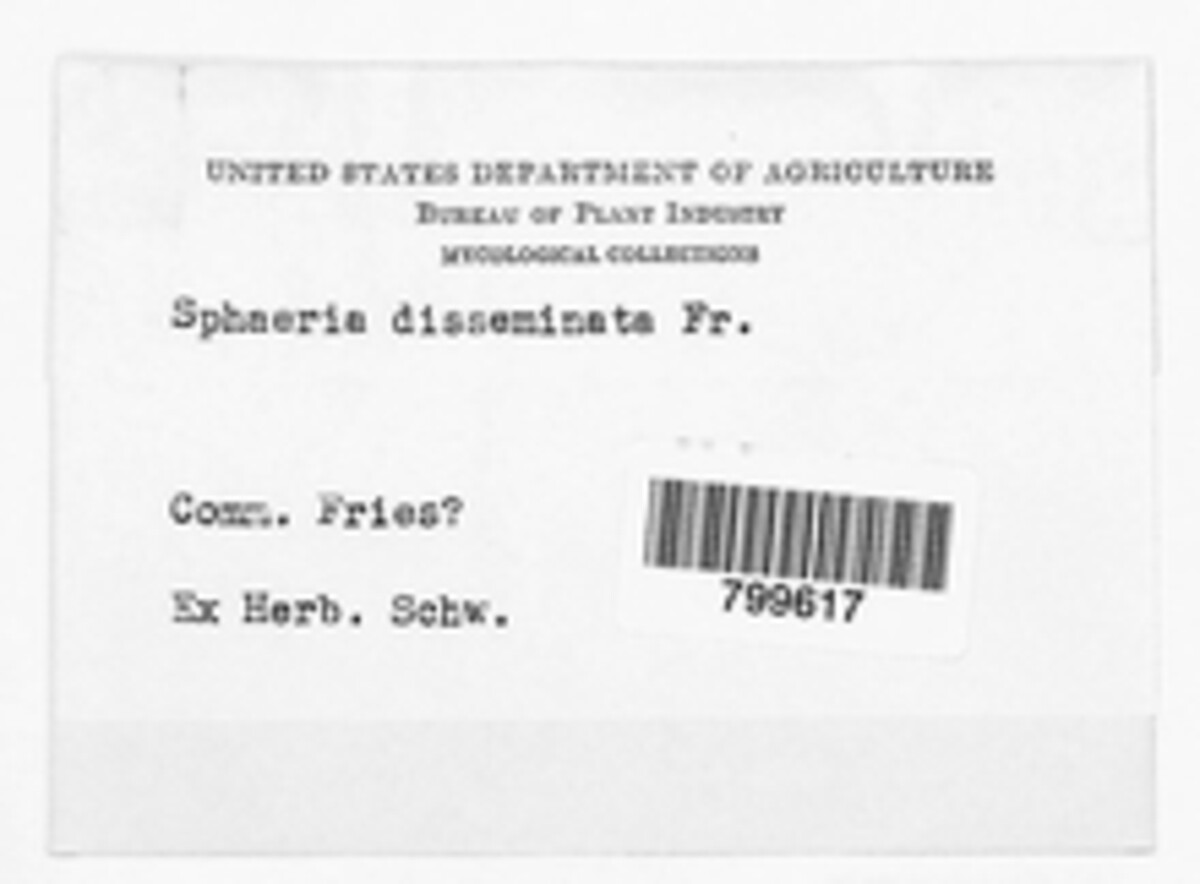 UNITED STATES DEPARTMENT OF AGRICULTURE
BUREAU OF PLANT INDUSTRY
MYCOLOGICAL COLLECTIONS
Sphaeria disseminata Fr.
Comm. Fries?
Ex Herb. Schw.
799617